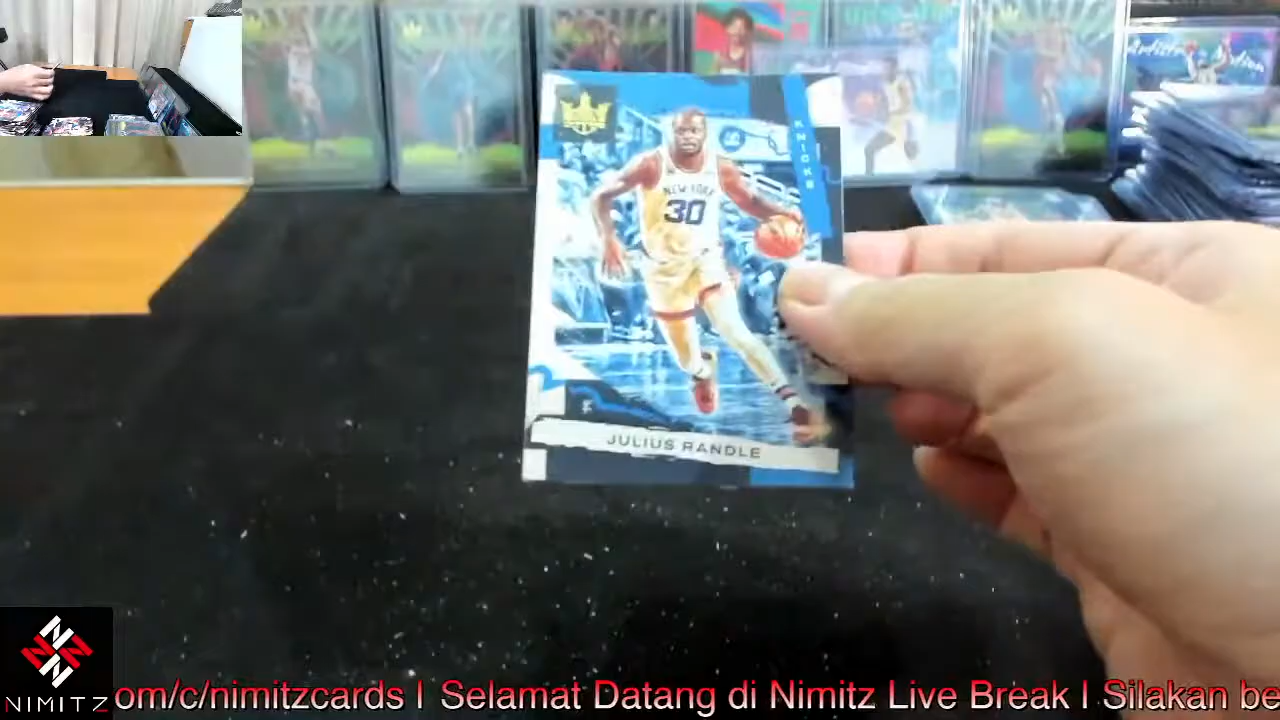 KNICKS
NEW YORK
30
JULIUS RANDLE
NIMITZ
om/c/nimitzcards I Selamat Datang di Nimitz Live Break I Silakan be